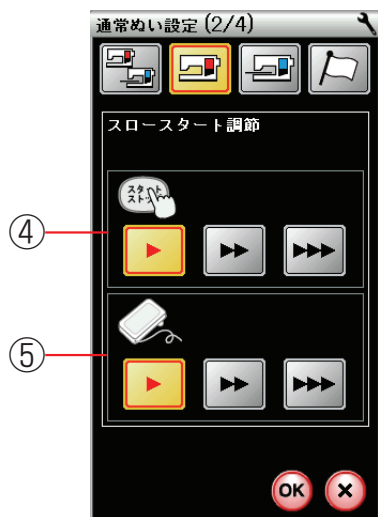 通常ぬい設定 (2/4)
スロースタート調節
スタート
ストップ
④
⑤
OK